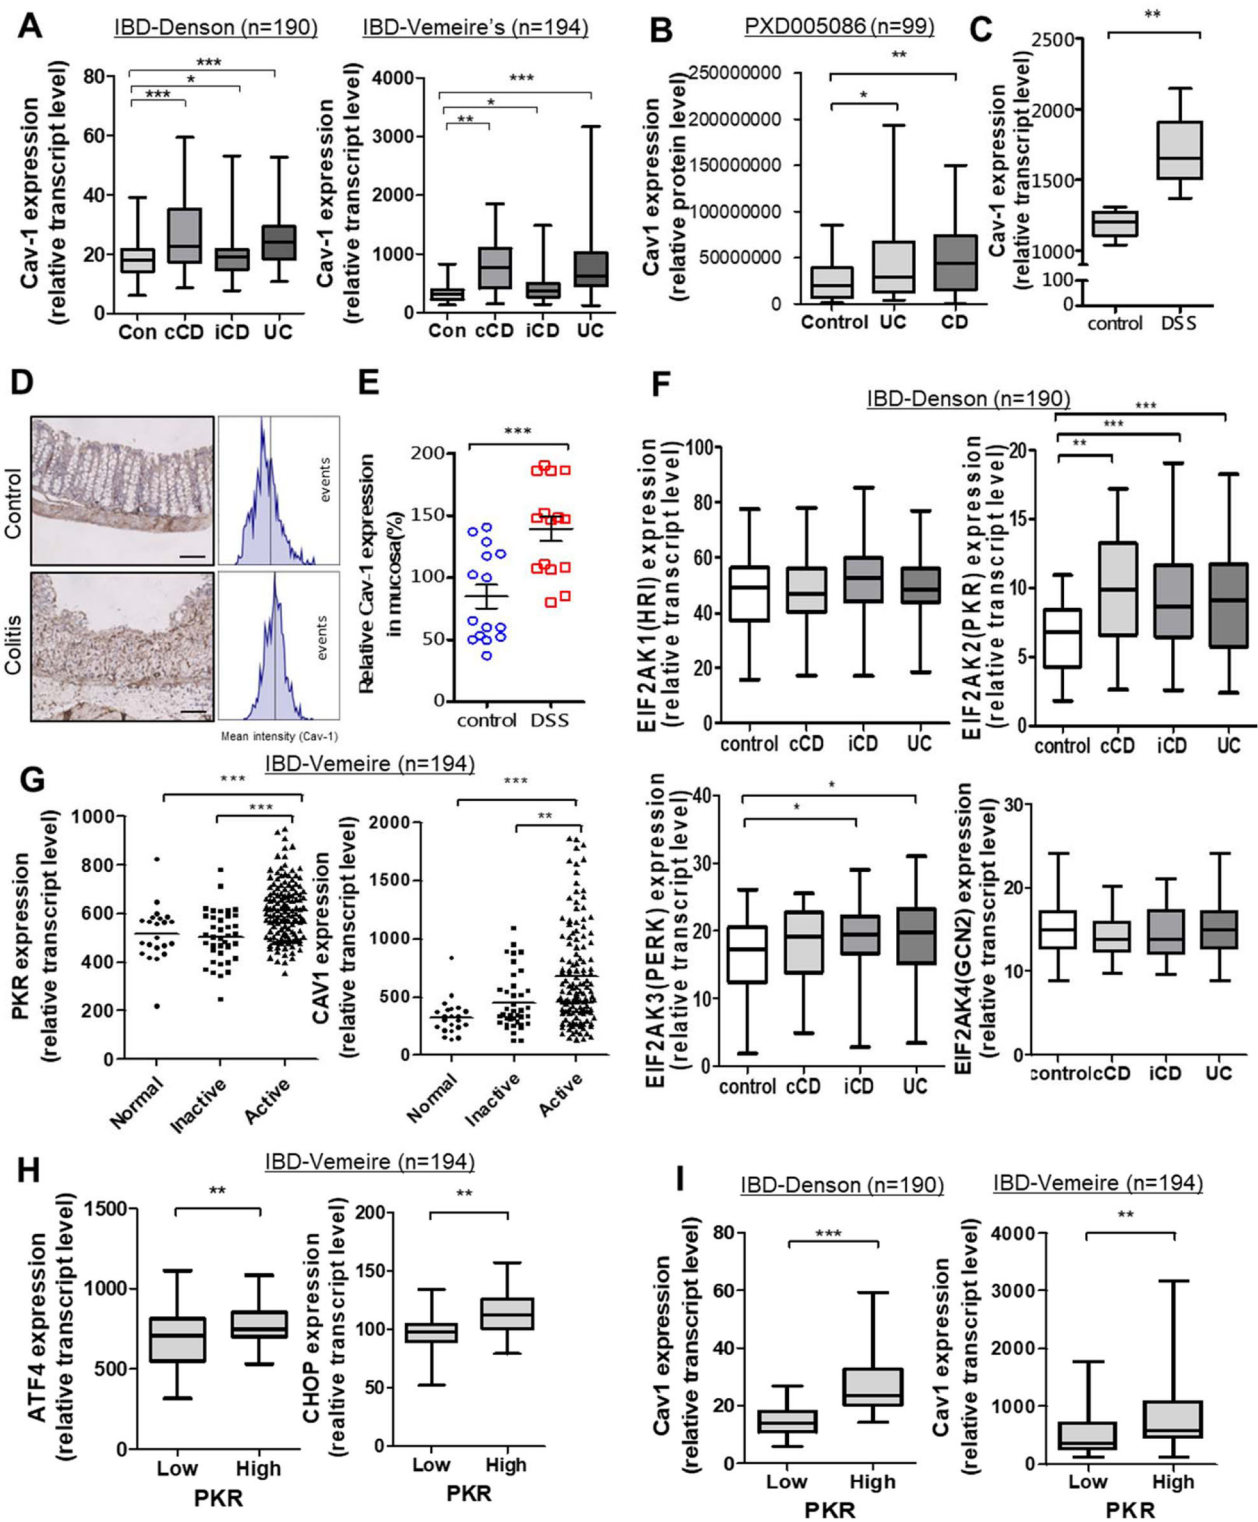 A
IBD-Denson (n=190)
Cav-1 expression
(relative transcript level)
80
60
40
20
0
***
*
***
Con cCD iCD UC
IBD-Vemeire's (n=194)
Cav-1 expression
(relative transcript level)
4000
3000
2000
1000
0
***
*
**
Con cCD iCD UC
B
PXD005086 (n=99)
Cav1 expression
(relative protein level)
250000000
200000000
150000000
100000000
50000000
0
**
*
Control UC CD
C
Cav-1 expression
(relative transcript level)
2500
2000
1500
1000
100
0
**
control DSS
D
Control
events
Colitis
events
Mean intensity (Cav-1)
E
Relative Cav-1 expression
in mucosa(%)
200
150
100
50
0
***
control DSS
F
IBD-Denson (n=190)
EIF2AK1(HRI) expression
(relative transcript level)
100
80
60
40
20
0
control cCD iCD UC
EIF2AK2(PKR) expression
(relative transcript level)
20
15
10
5
0
***
***
**
control cCD iCD UC
EIF2AK3(PERK) expression
(relative transcript level)
40
30
20
10
0
*
*
control cCD iCD UC
EIF2AK4(GCN2) expression
(relative transcript level)
30
20
10
0
controlcCD iCD UC
G
IBD-Vemeire (n=194)
PKR expression
(relative transcript level)
1000
800
600
400
200
0
***
***
Normal Inactive Active
CAV1 expression
(relative transcript level)
2000
1500
1000
500
0
***
**
Normal Inactive Active
H
IBD-Vemeire (n=194)
ATF4 expression
(relative transcript level)
1500
1000
500
0
**
Low High
PKR
CHOP expression
(realtive transcript level)
200
150
100
50
0
**
Low High
PKR
I
IBD-Denson (n=190)
Cav1 expression
(relative transcript level)
80
60
40
20
0
***
Low High
PKR
IBD-Vemeire (n=194)
Cav1 expression
(relative transcript level)
4000
3000
2000
1000
0
**
Low High
PKR